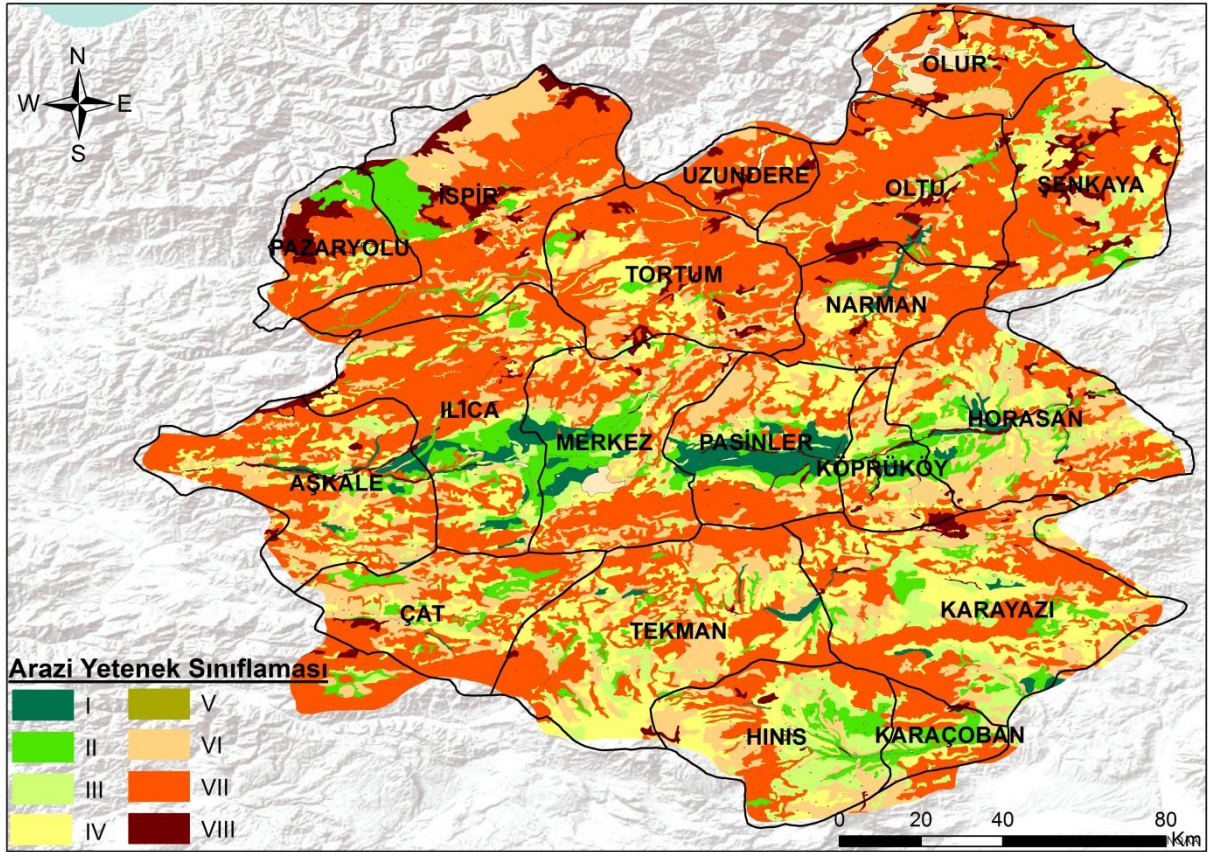 N
W E
S
OLUR
UZUNDERE
OLTU
ŞENKAYA
İSPİR
PAZARYOLU
TORTUM
NARMAN
ILICA
MERKEZ
PASİNLER
HORASAN
KÖPRÜKÖY
AŞKALE
ÇAT
TEKMAN
KARAYAZI
HINIS
KARAÇOBAN
Arazi Yetenek Sınıflaması
I V
II VI
III VII
IV VIII
0 20 40 80
Km